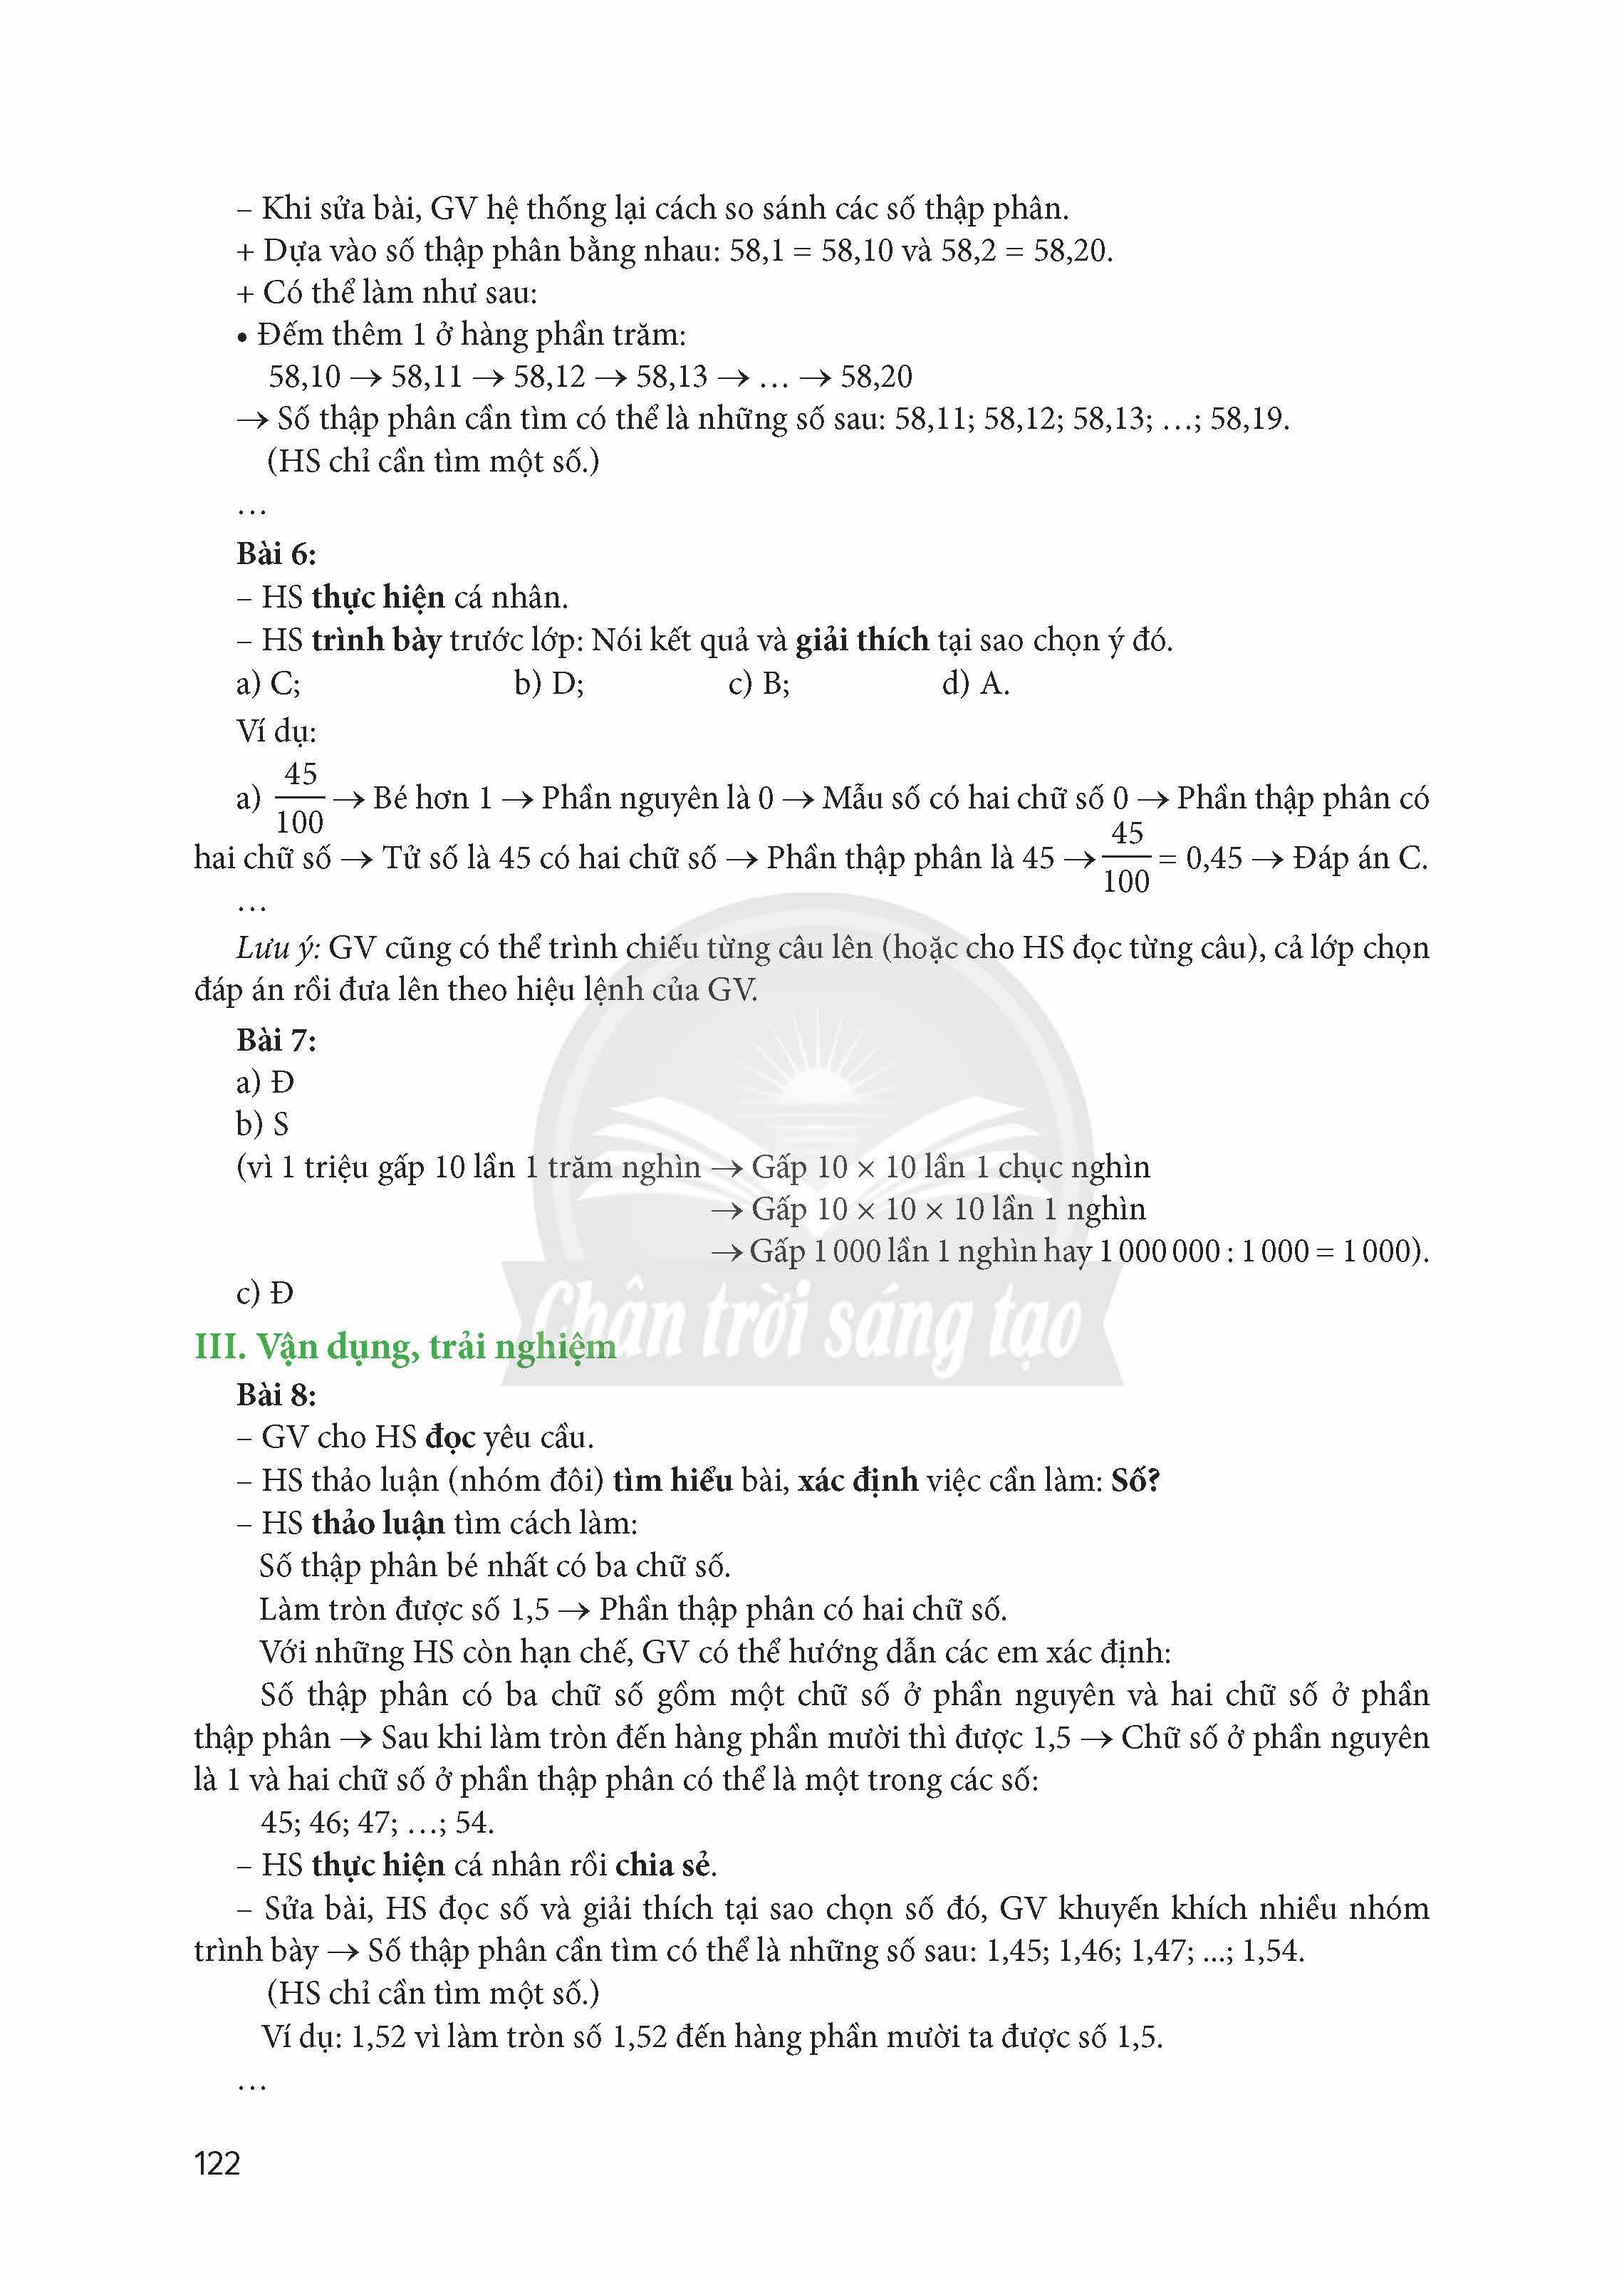 – Khi sửa bài, GV hệ thống lại cách so sánh các số thập phân.
+ Dựa vào số thập phân bằng nhau: 58,1 = 58,10 và 58,2 = 58,20.
+ Có thể làm như sau:
• Đếm thêm 1 ở hàng phần trăm:
58,10 → 58,11 → 58,12 → 58,13 → … → 58,20
→ Số thập phân cần tìm có thể là những số sau: 58,11; 58,12; 58,13; …; 58,19.
(HS chỉ cần tìm một số.)
…
Bài 6:
– HS thực hiện cá nhân.
– HS trình bày trước lớp: Nói kết quả và giải thích tại sao chọn ý đó.
a) C; b) D; c) B; d) A.
Ví dụ:
a) 45/100 → Bé hơn 1 → Phần nguyên là 0 → Mẫu số có hai chữ số 0 → Phần thập phân có
hai chữ số → Tử số là 45 có hai chữ số → Phần thập phân là 45 → 45/100 = 0,45 → Đáp án C.
…
Lưu ý: GV cũng có thể trình chiếu từng câu lên (hoặc cho HS đọc từng câu), cả lớp chọn
đáp án rồi đưa lên theo hiệu lệnh của GV.
Bài 7:
a) Đ
b) S
(vì 1 triệu gấp 10 lần 1 trăm nghìn → Gấp 10 × 10 lần 1 chục nghìn
→ Gấp 10 × 10 × 10 lần 1 nghìn
→ Gấp 1 000 lần 1 nghìn hay 1 000 000 : 1 000 = 1 000).
c) Đ
Chân trời sáng tạo
III. Vận dụng, trải nghiệm
Bài 8:
– GV cho HS đọc yêu cầu.
– HS thảo luận (nhóm đôi) tìm hiểu bài, xác định việc cần làm: Số?
– HS thảo luận tìm cách làm:
Số thập phân bé nhất có ba chữ số.
Làm tròn được số 1,5 → Phần thập phân có hai chữ số.
Với những HS còn hạn chế, GV có thể hướng dẫn các em xác định:
Số thập phân có ba chữ số gồm một chữ số ở phần nguyên và hai chữ số ở phần
thập phân → Sau khi làm tròn đến hàng phần mười thì được 1,5 → Chữ số ở phần nguyên
là 1 và hai chữ số ở phần thập phân có thể là một trong các số:
45; 46; 47; …; 54.
– HS thực hiện cá nhân rồi chia sẻ.
– Sửa bài, HS đọc số và giải thích tại sao chọn số đó, GV khuyến khích nhiều nhóm
trình bày → Số thập phân cần tìm có thể là những số sau: 1,45; 1,46; 1,47; ...; 1,54.
(HS chỉ cần tìm một số.)
Ví dụ: 1,52 vì làm tròn số 1,52 đến hàng phần mười ta được số 1,5.
…
122